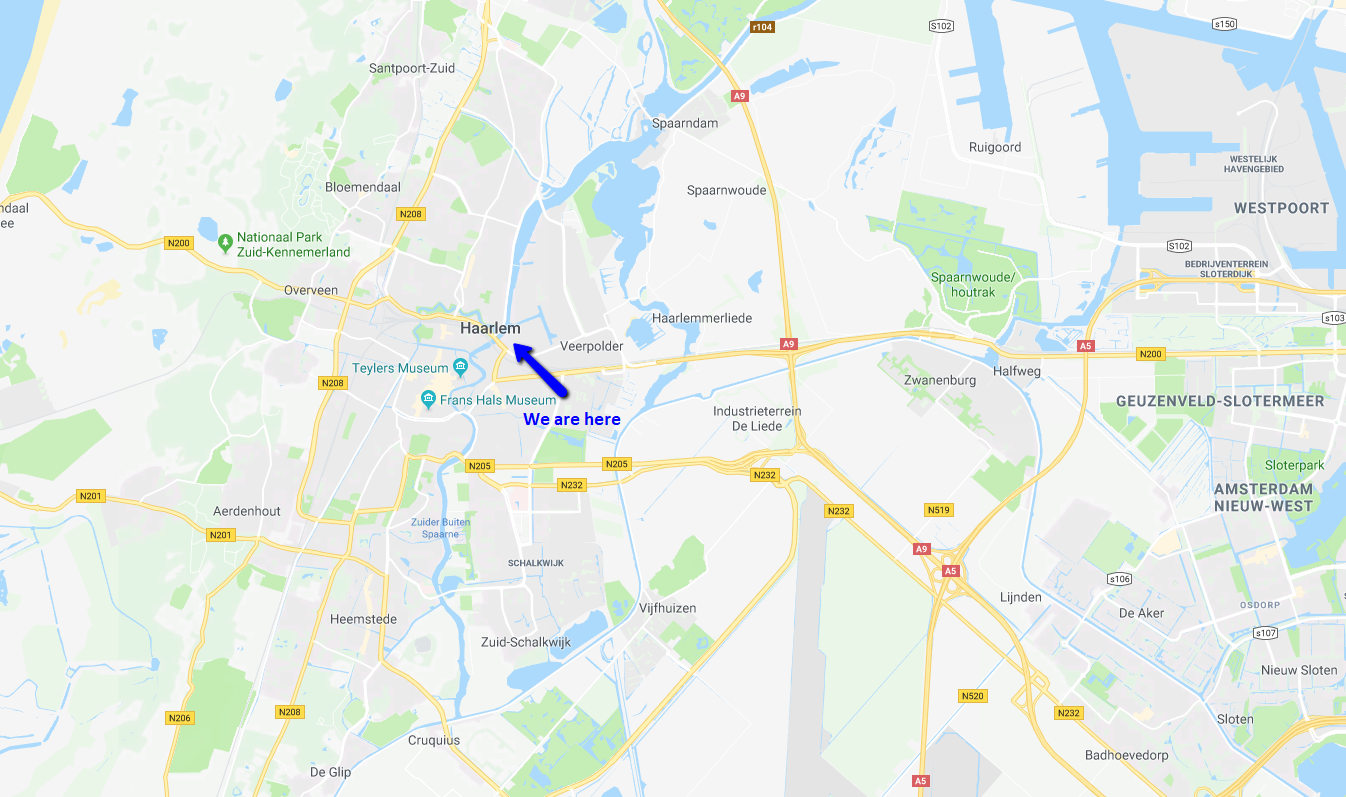 r104
S102
s150
Santpoort-Zuid
A9
Spaarndam
Ruigoord
WESTELIJK
HAVENGEBIED
Bloemendaal
Spaarnwoude
WESTPOORT
ndaal
ee
N208
N200
Nationaal Park
Zuid-Kennemerland
S102
BEDRIJVENTERREIN
SLOTERDIJK
Spaarnwoude/
houtrak
Overveen
Haarlem
Haarlemmerliede
s103
Veerpolder
A9
A5
N200
Teylers Museum
Halfweg
N208
Zwanenburg
Frans Hals Museum
GEUZENVELD-SLOTERMEER
We are here
Industrieterrein
De Liede
N205
N205
Sloterpark
N232
N232
AMSTERDAM
NIEUW-WEST
N201
Aerdenhout
N232
N519
Zuider Buiten
Spaarne
N201
A9
SCHALKWIJK
A5
s106
Lijnden
OSDORP
De Aker
Vijfhuizen
Heemstede
s107
Zuid-Schalkwijk
Nieuw Sloten
N520
N206
N208
N232
Sloten
Cruquius
Badhoevedorp
De Glip
A5